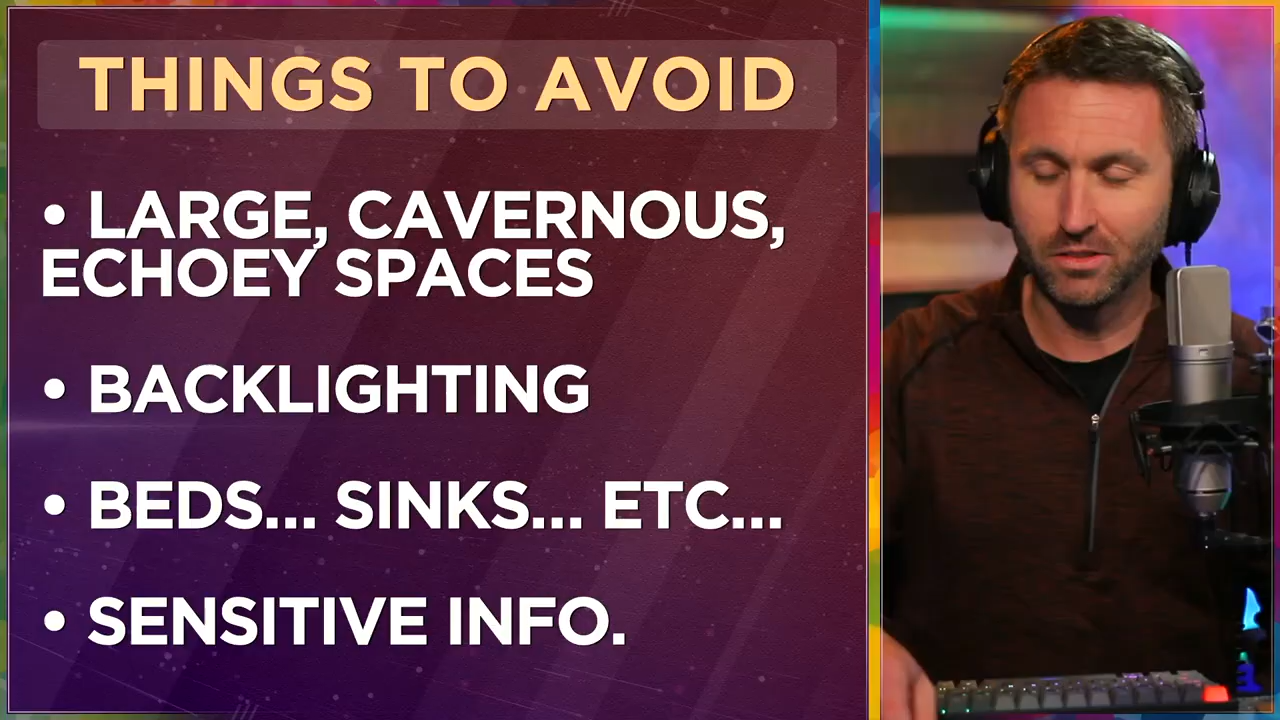 THINGS TO AVOID
• LARGE, CAVERNOUS,
ECHOEY SPACES
• BACKLIGHTING
• BEDS... SINKS... ETC...
• SENSITIVE INFO.